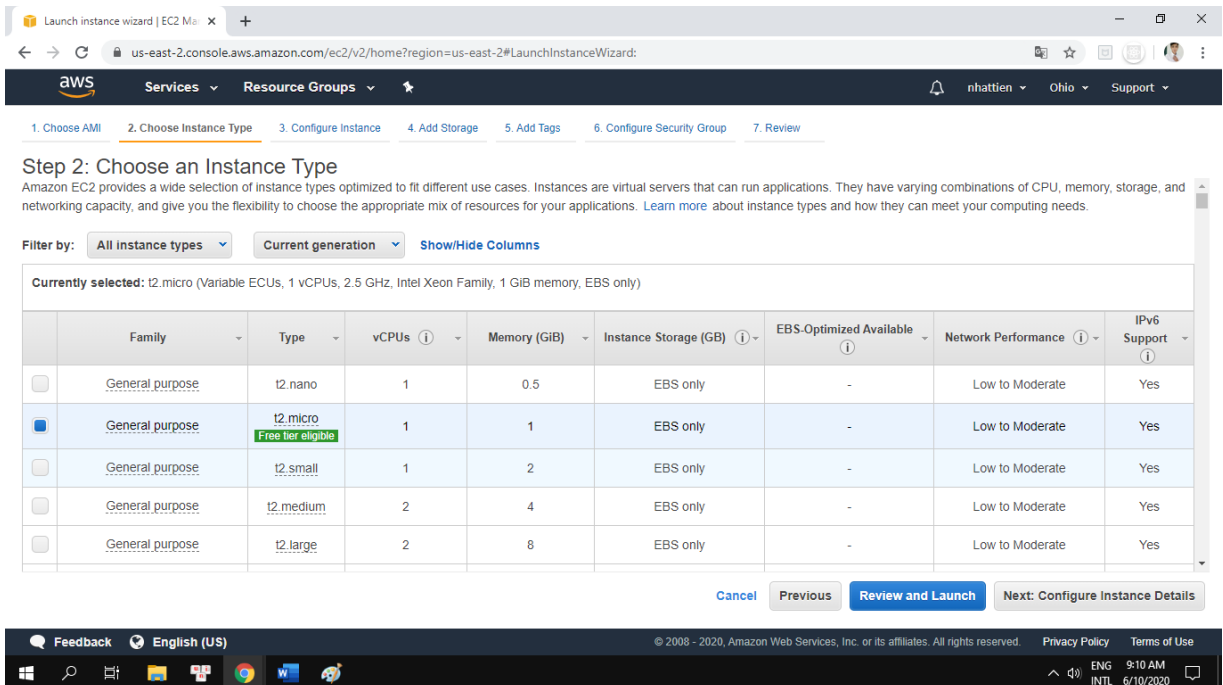 Launch instance wizard | EC2 Ma
us-east-2.console.aws.amazon.com/ec2/v2/home?region=us-east-2#LaunchInstanceWizard:
aws Services Resource Groups nhattien Ohio Support
1. Choose AMI 2. Choose Instance Type 3. Configure Instance 4. Add Storage 5. Add Tags 6. Configure Security Group 7. Review
Step 2: Choose an Instance Type
Amazon EC2 provides a wide selection of instance types optimized to fit different use cases. Instances are virtual servers that can run applications. They have varying combinations of CPU, memory, storage, and
networking capacity, and give you the flexibility to choose the appropriate mix of resources for your applications. Learn more about instance types and how they can meet your computing needs.
Filter by: All instance types Current generation Show/Hide Columns
Currently selected: t2.micro (Variable ECUs, 1 vCPUs, 2.5 GHz, Intel Xeon Family, 1 GiB memory, EBS only)
Family Type vCPUs Memory (GiB) Instance Storage (GB) EBS-Optimized Available Network Performance IPv6 Support
General purpose t2.nano 1 0.5 EBS only - Low to Moderate Yes
General purpose t2.micro Free tier eligible 1 1 EBS only - Low to Moderate Yes
General purpose t2.small 1 2 EBS only - Low to Moderate Yes
General purpose t2.medium 2 4 EBS only - Low to Moderate Yes
General purpose t2.large 2 8 EBS only - Low to Moderate Yes
Cancel Previous Review and Launch Next: Configure Instance Details
Feedback English (US) © 2008 - 2020, Amazon Web Services, Inc. or its affiliates. All rights reserved. Privacy Policy Terms of Use
ENG 9:10 AM
INTL 6/10/2020